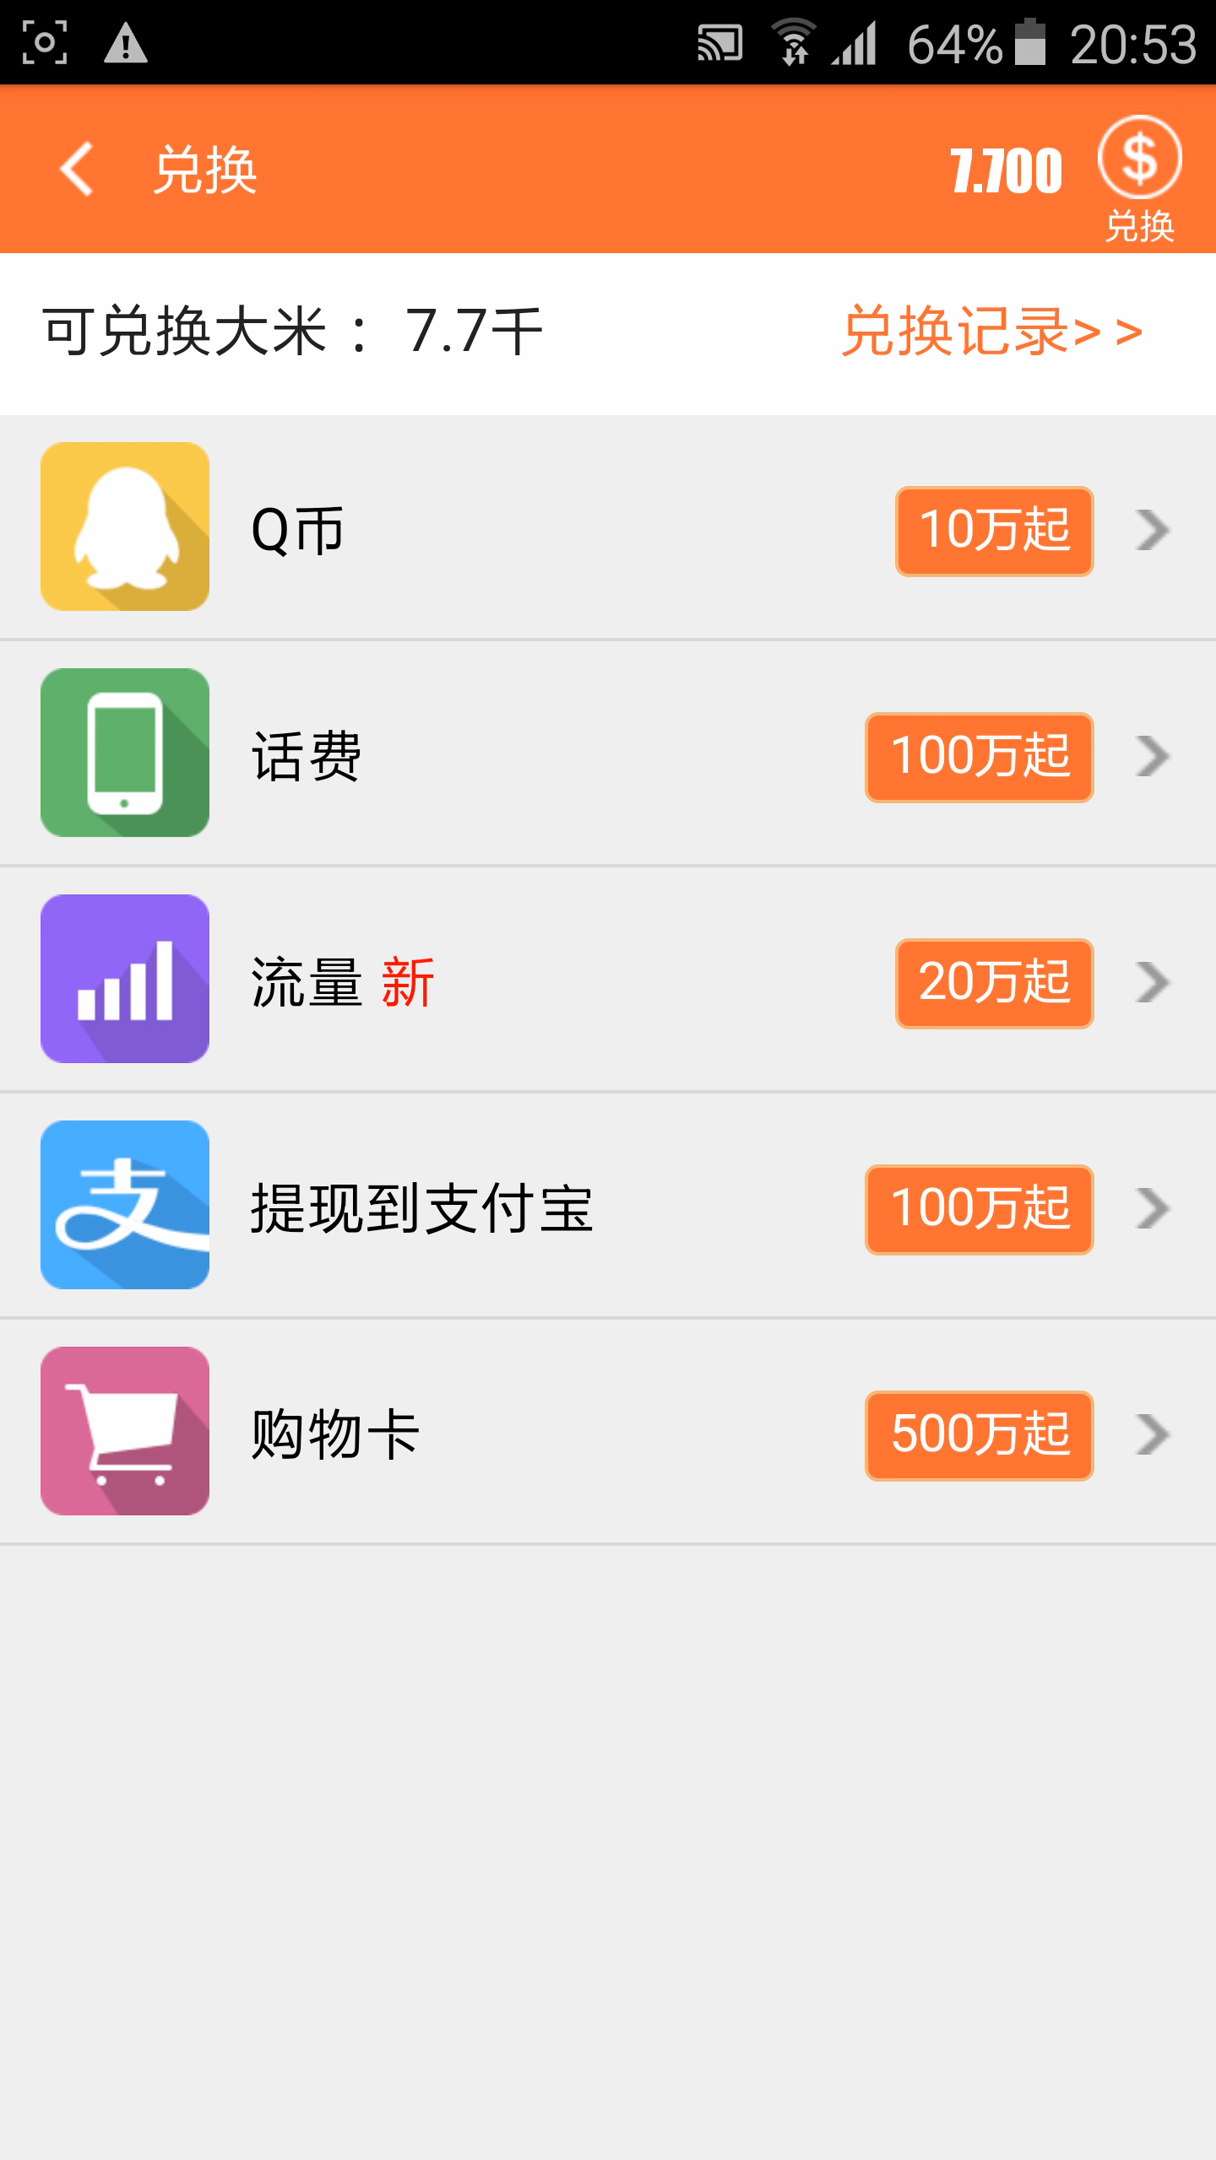 64% 20:53
兑换 7.700
兑换
可兑换大米： 7.7千 兑换记录>>
Q币 10万起
话费 100万起
流量 新 20万起
支 提现到支付宝 100万起
购物卡 500万起